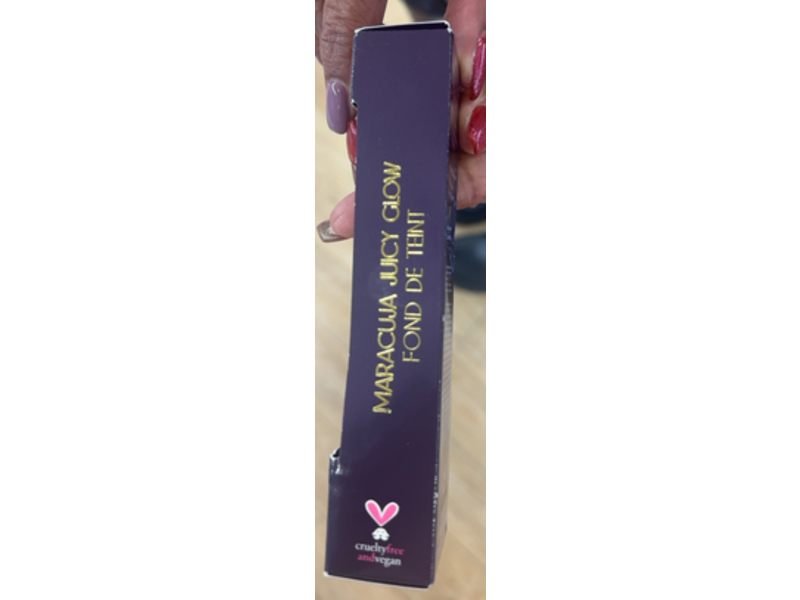 MARACUJA JUICY GLOW
FOND DE TEINT
crueltyfree
andvegan